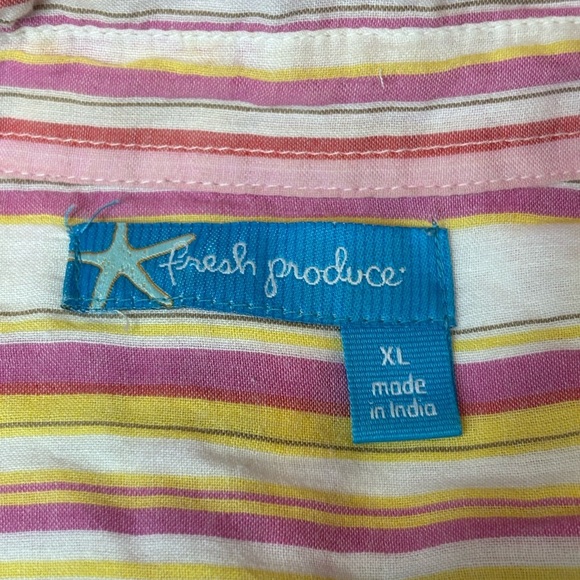 fresh produce
XL
made
in India